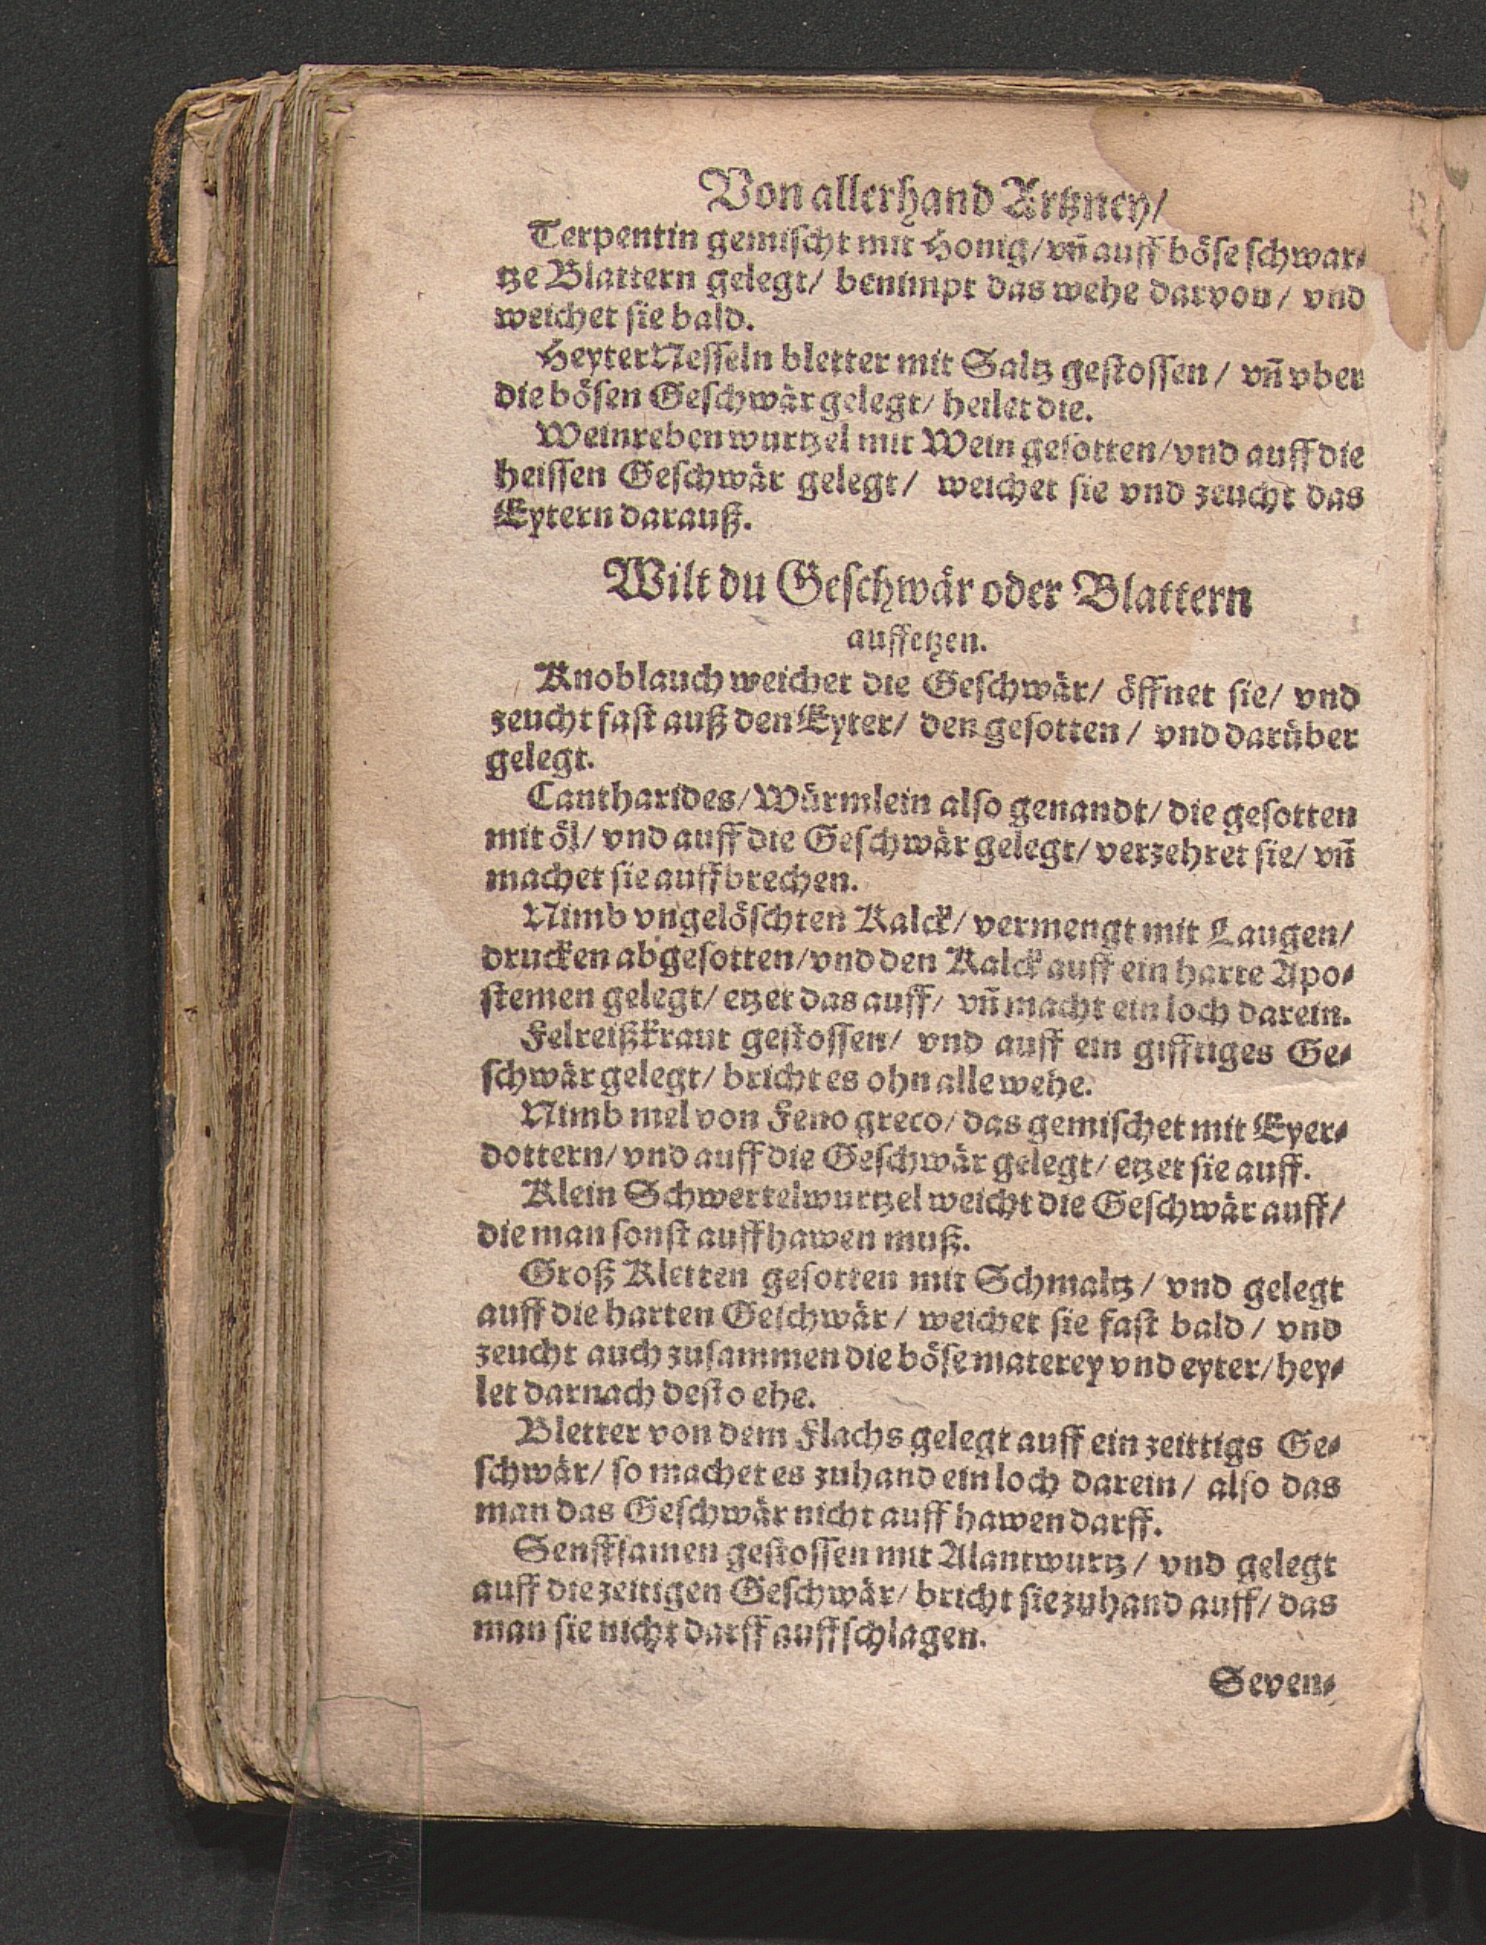 Von allerhand Artzney/
Terpentin gemischt mit Honig/ vñ auff böse schwar-
tze Blattern gelegt/ benimpt das wehe darvon/ vnd
weichet sie bald.
Heyter Nesseln bletter mit Saltz gestossen/ vñ vber
die bösen Geschwär gelegt/ heilet die.
Weinreben wurtzel mit Wein gesotten/ vnd auff die
heissen Geschwär gelegt/ weichet sie vnd zeucht das
Eytern darauß.
Wilt du Geschwär oder Blattern
auffetzen.
Knoblauch weichet die Geschwär/ öffnet sie/ vnd
zeucht fast auß den Eyter/ den gesotten/ vnd darüber
gelegt.
Cantharides/ Würmlein also genandt/ die gesotten
mit öl/ vnd auff die Geschwär gelegt/ verzehret sie/ vñ
machet sie auffbrechen.
Nimb vngelöschten Kalck/ vermengt mit Laugen/
drucken abgesotten/ vnd den Kalck auff ein harte Apo-
stemen gelegt/ etzet das auff/ vñ macht ein loch darein.
Felreißkraut gestossen/ vnd auff ein gifftiges Ge-
schwär gelegt/ bricht es ohn alle wehe.
Nimb mel von Feno greco/ das gemischet mit Eyer-
dottern/ vnd auff die Geschwär gelegt/ etzet sie auff.
Klein Schwertelwurtzel weicht die Geschwär auff/
die man sonst auffhawen muß.
Groß Kletten gesotten mit Schmaltz/ vnd gelegt
auff die harten Geschwär/ weichet sie fast bald/ vnd
zeucht auch zusammen die böse materey vnd eyter/ hey-
let darnach desto ehe.
Bletter von dem Flachs gelegt auff ein zeittigs Ge-
schwär/ so machet es zuhand ein loch darein/ also das
man das Geschwär nicht auff hawen darff.
Senffsamen gestossen mit Alantwurtz/ vnd gelegt
auff die zeitigen Geschwär/ bricht sie zuhand auff/ das
man sie nicht darff auffschlagen.
Seven-